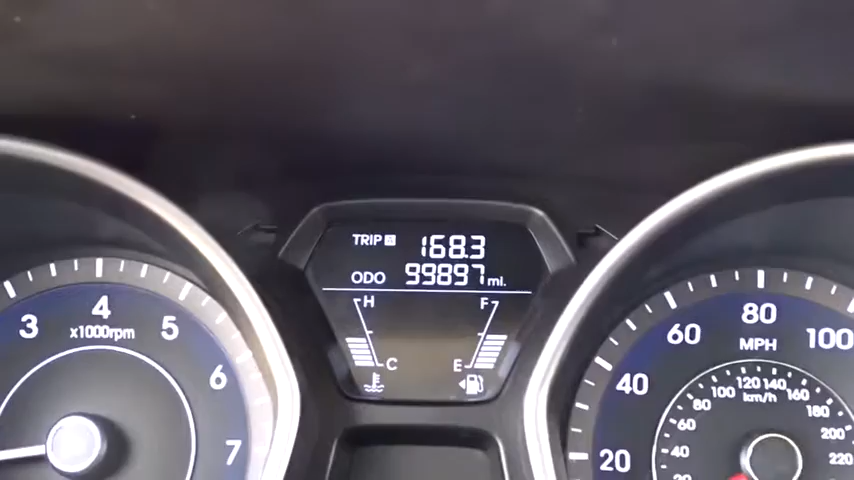 TRIP 168.3
ODO 99897 mi.
H F
C E
3 4 5 6 7
x1000rpm
20 40 60 80 100
MPH
20 40 60 80 100 120 140 160 180 200 220
km/h